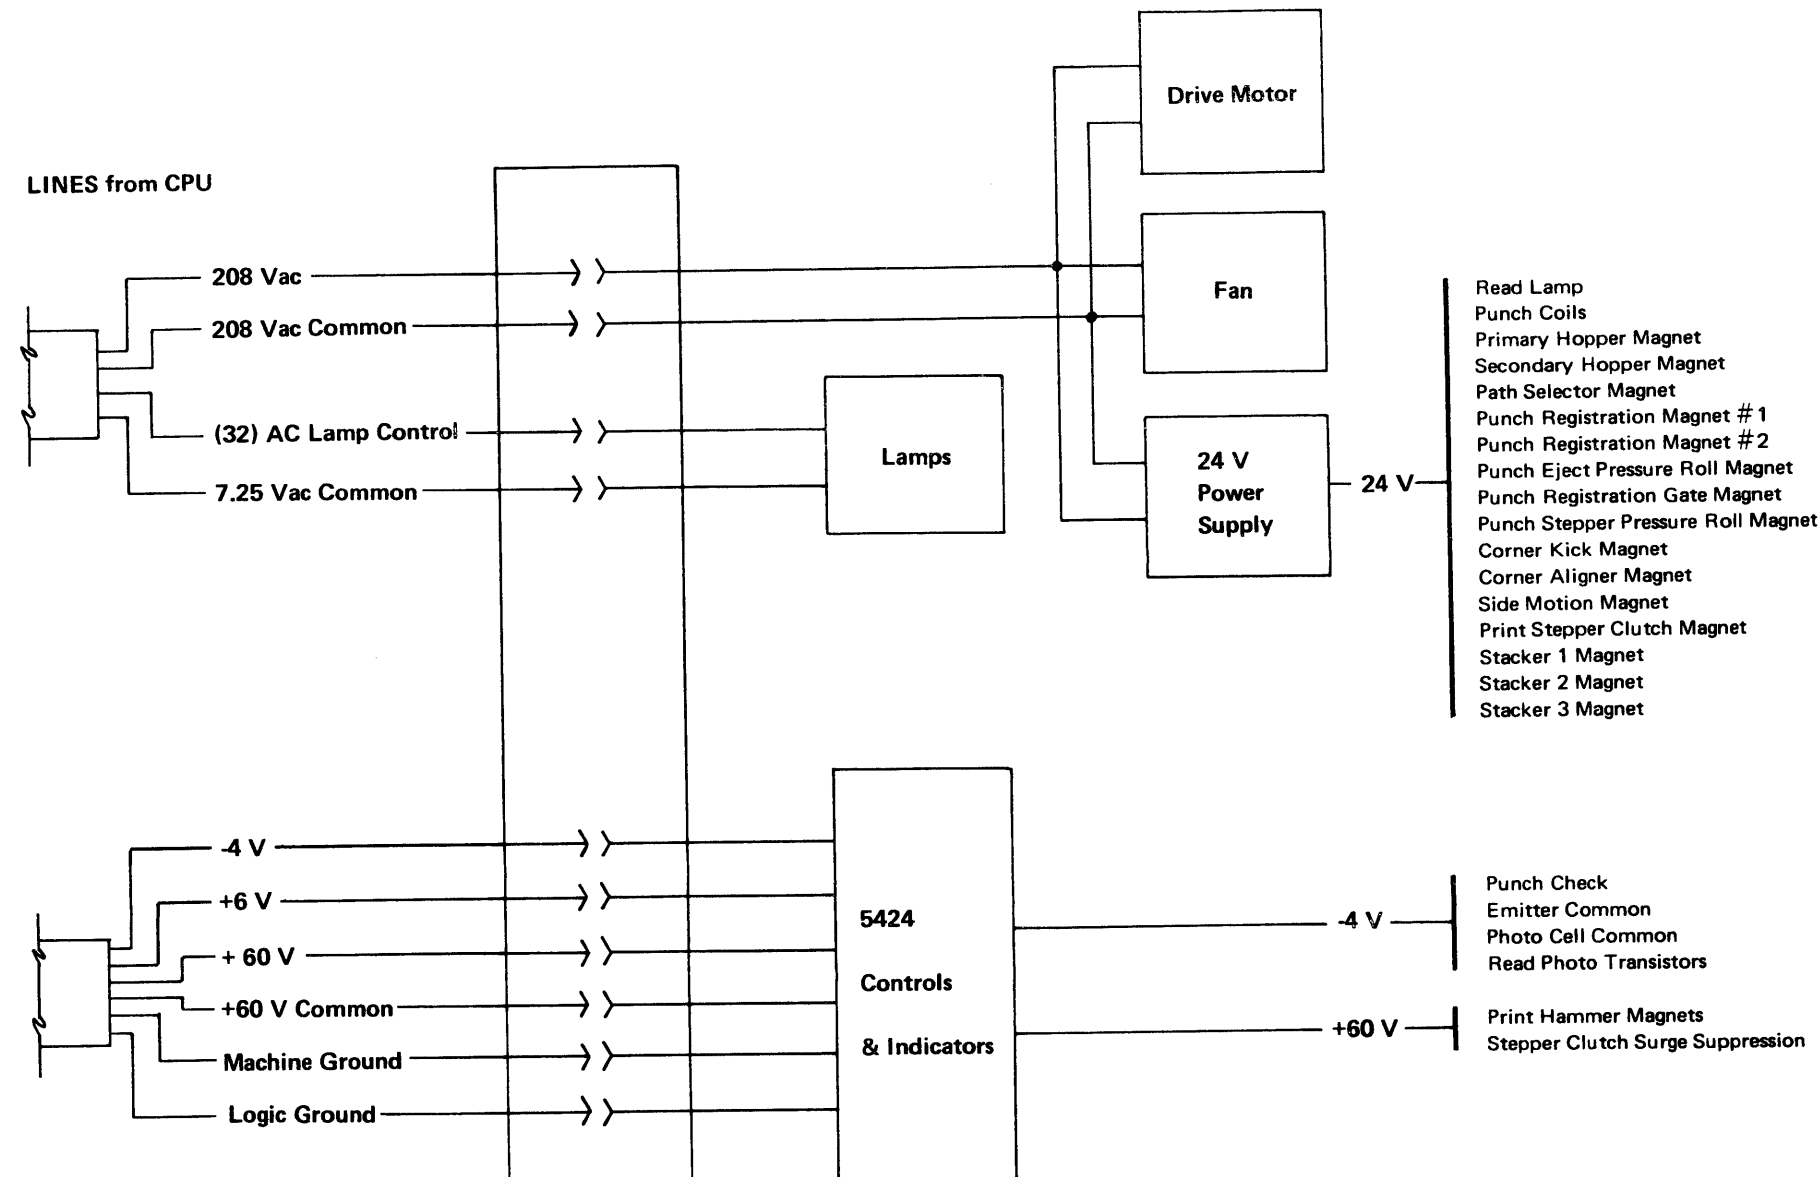 Drive Motor
LINES from CPU
208 Vac
208 Vac Common
(32) AC Lamp Control
7.25 Vac Common
Fan
Lamps
24 V
Power
Supply
24 V
Read Lamp
Punch Coils
Primary Hopper Magnet
Secondary Hopper Magnet
Path Selector Magnet
Punch Registration Magnet #1
Punch Registration Magnet #2
Punch Eject Pressure Roll Magnet
Punch Registration Gate Magnet
Punch Stepper Pressure Roll Magnet
Corner Kick Magnet
Corner Aligner Magnet
Side Motion Magnet
Print Stepper Clutch Magnet
Stacker 1 Magnet
Stacker 2 Magnet
Stacker 3 Magnet
-4 V
+6 V
+ 60 V
+60 V Common
Machine Ground
Logic Ground
5424
Controls
& Indicators
-4 V
Punch Check
Emitter Common
Photo Cell Common
Read Photo Transistors
+60 V
Print Hammer Magnets
Stepper Clutch Surge Suppression